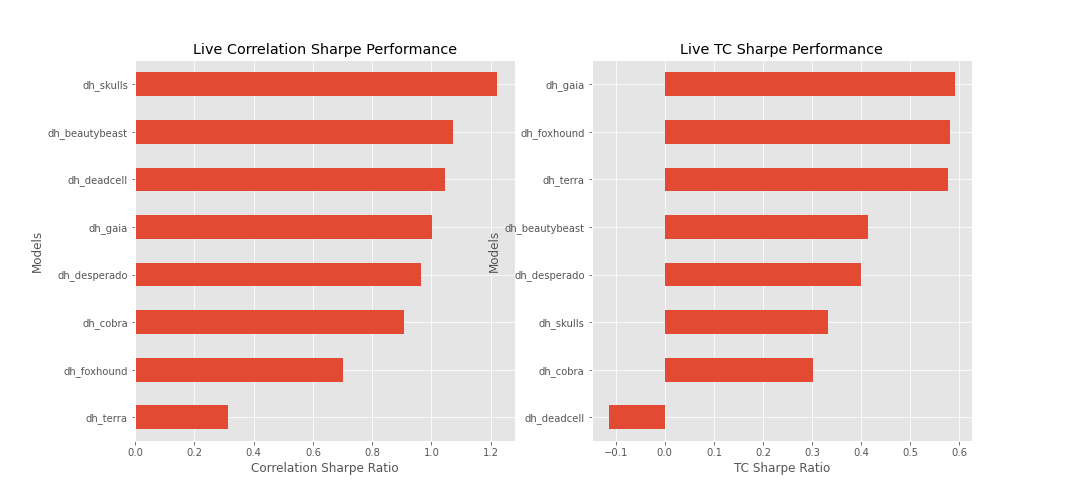 Live Correlation Sharpe Performance
dh_skulls
dh_beautybeast
dh_deadcell
dh_gaia
dh_desperado
dh_cobra
dh_foxhound
dh_terra
Models
0.0 0.2 0.4 0.6 0.8 1.0 1.2
Correlation Sharpe Ratio
Live TC Sharpe Performance
dh_gaia
dh_foxhound
dh_terra
dh_beautybeast
dh_desperado
dh_skulls
dh_cobra
dh_deadcell
Models
−0.1 0.0 0.1 0.2 0.3 0.4 0.5 0.6
TC Sharpe Ratio